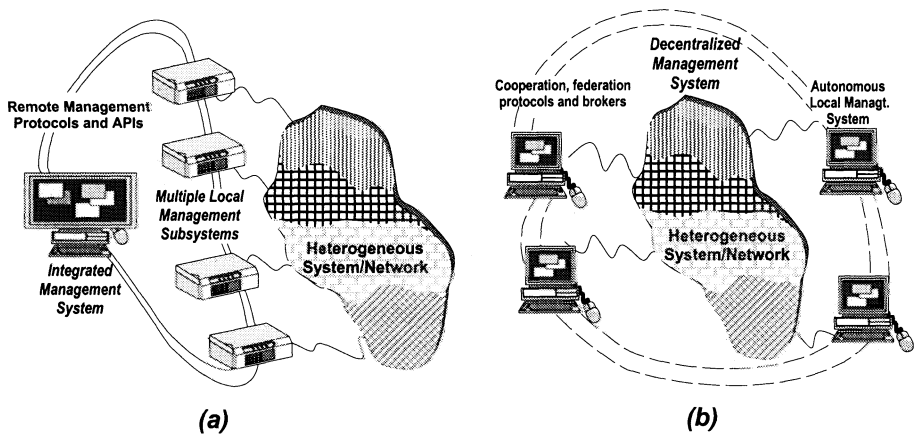 Remote Management
Protocols and APIs
Multiple Local
Management
Subsystems
Integrated
Management
System
Heterogeneous
System/Network
(a)
Decentralized
Management
System
Cooperation, federation
protocols and brokers
Autonomous
Local Managt.
System
Heterogeneous
System/Network
(b)